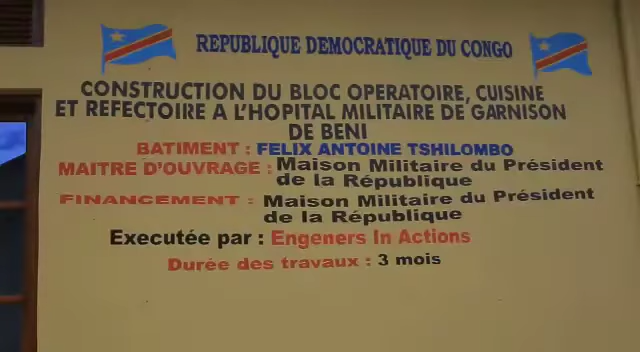 REPUBLIQUE DEMOCRATIQUE DU CONGO
CONSTRUCTION DU BLOC OPERATOIRE, CUISINE
ET REFECTOIRE A L'HOPITAL MILITAIRE DE GARNISON
DE BENI
BATIMENT : FELIX ANTOINE TSHILOMBO
MAITRE D'OUVRAGE : Maison Militaire du Président
de la République
FINANCEMENT : Maison Militaire du Président
de la République
Executée par : Engeners In Actions
Durée des travaux : 3 mois